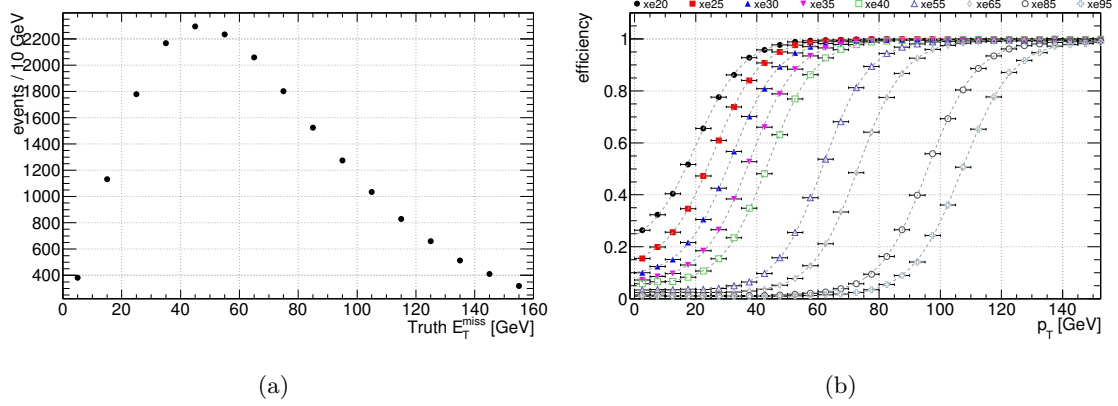 events / 10 GeV
2200
2000
1800
1600
1400
1200
1000
800
600
400
0 20 40 60 80 100 120 140 160
Truth E_T^miss [GeV]
(a)
xe20 xe25 xe30 xe35 xe40 xe55 xe65 xe85 xe95
efficiency
1
0.8
0.6
0.4
0.2
0
0 20 40 60 80 100 120 140
p_T [GeV]
(b)